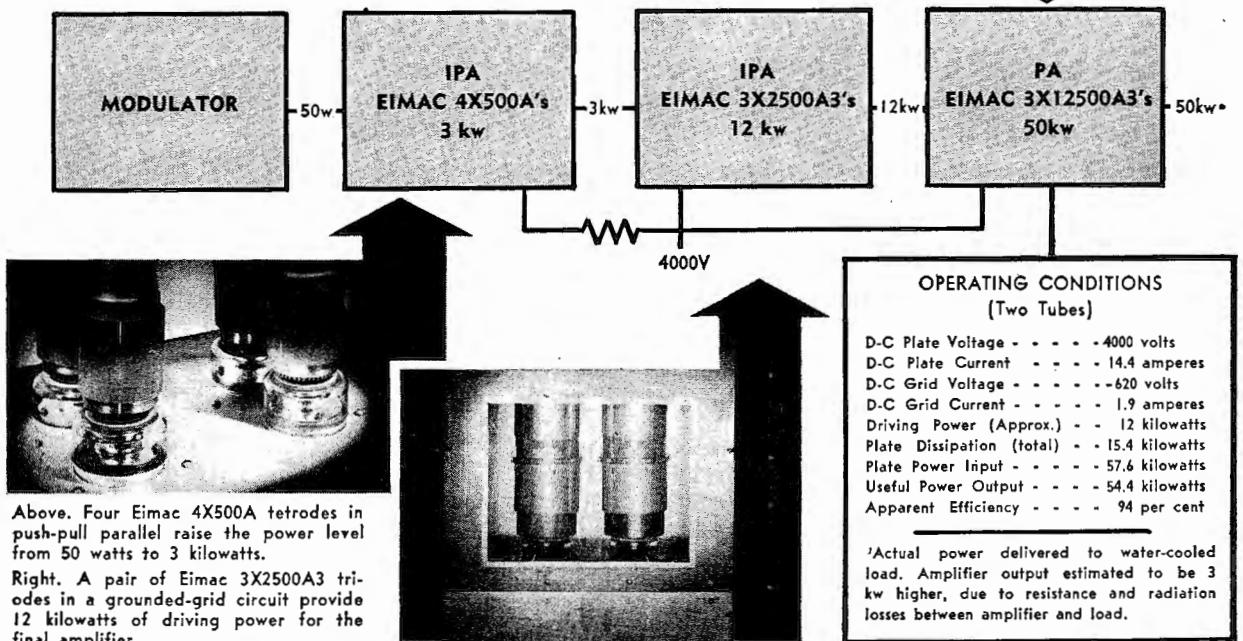 MODULATOR
50w
IPA
EIMAC 4X500A's
3 kw
3kw
IPA
EIMAC 3X2500A3's
12 kw
12kw
PA
EIMAC 3X12500A3's
50kw
50kw
4000V
Above. Four Eimac 4X500A tetrodes in
push-pull parallel raise the power level
from 50 watts to 3 kilowatts.
Right. A pair of Eimac 3X2500A3 tri-
odes in a grounded-grid circuit provide
12 kilowatts of driving power for the
final amplifier
OPERATING CONDITIONS
(Two Tubes)
D-C Plate Voltage - - - - - 4000 volts
D-C Plate Current - - - - 14.4 amperes
D-C Grid Voltage - - - - - -620 volts
D-C Grid Current - - - - - 1.9 amperes
Driving Power (Approx.) - - 12 kilowatts
Plate Dissipation (total) - - 15.4 kilowatts
Plate Power Input - - - - - 57.6 kilowatts
Useful Power Output - - - - 54.4 kilowatts
Apparent Efficiency - - - - 94 per cent
¹Actual power delivered to water-cooled
load. Amplifier output estimated to be 3
kw higher, due to resistance and radiation
losses between amplifier and load.